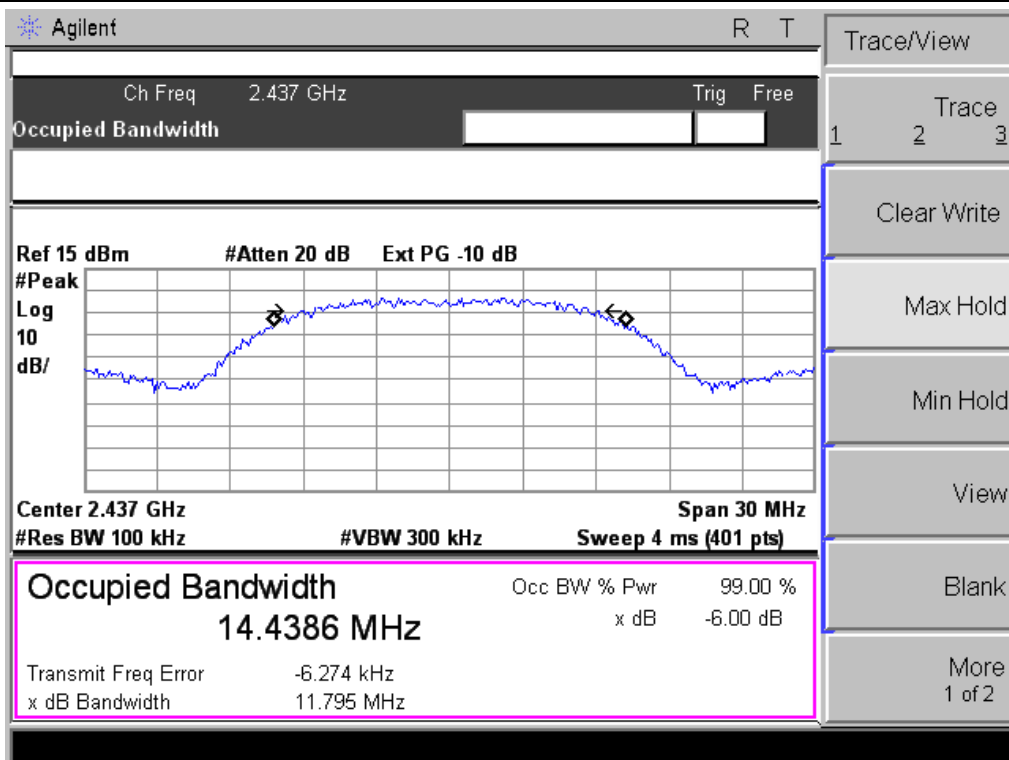 Agilent R T
Ch Freq 2.437 GHz Trig Free
Occupied Bandwidth
Ref 15 dBm #Atten 20 dB Ext PG -10 dB
#Peak
Log
10
dB/
Center 2.437 GHz Span 30 MHz
#Res BW 100 kHz #VBW 300 kHz Sweep 4 ms (401 pts)
Occupied Bandwidth
14.4386 MHz
Occ BW % Pwr 99.00 %
x dB -6.00 dB
Transmit Freq Error -6.274 kHz
x dB Bandwidth 11.795 MHz
Trace/View
Trace
1 2 3
Clear Write
Max Hold
Min Hold
View
Blank
More
1 of 2